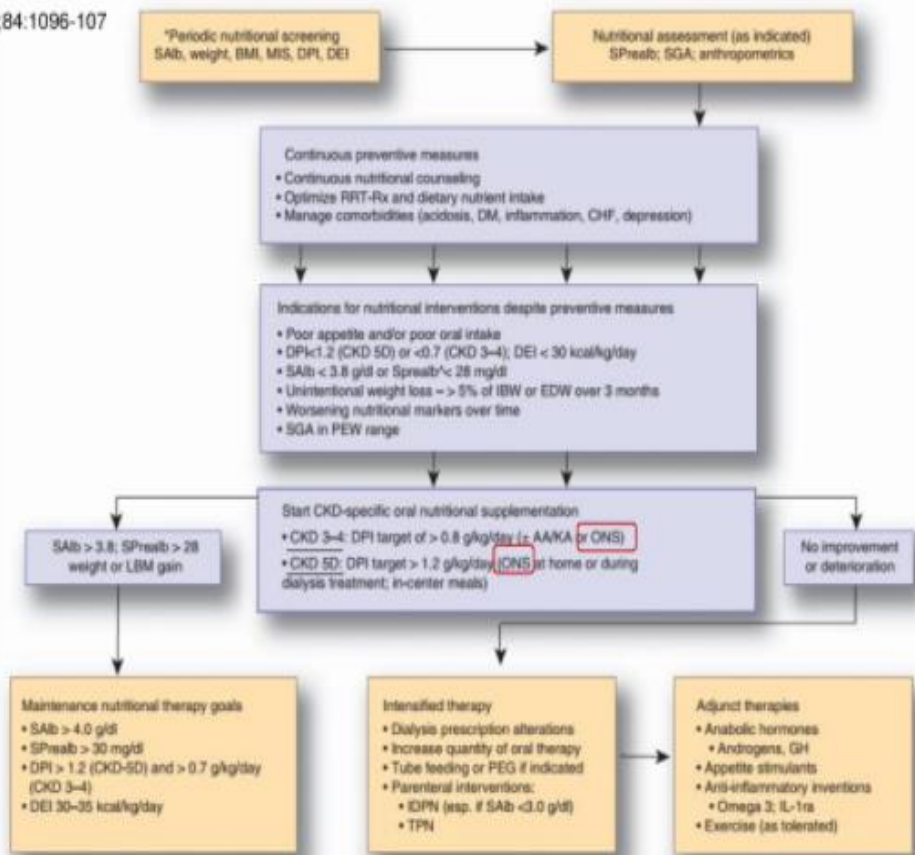 ;84:1096-107
*Periodic nutritional screening
SAlb, weight, BMI, MIS, DPI, DEI
Nutritional assessment (as indicated)
SPrealb; SGA; anthropometrics
Continuous preventive measures
• Continuous nutritional counseling
• Optimize RRT-Rx and dietary nutrient intake
• Manage comorbidities (acidosis, DM, inflammation, CHF, depression)
Indications for nutritional interventions despite preventive measures
• Poor appetite and/or poor oral intake
• DPI<1.2 (CKD 5D) or <0.7 (CKD 3–4); DEI < 30 kcal/kg/day
• SAlb < 3.8 g/dl or Sprealb^< 28 mg/dl
• Unintentional weight loss ~ > 5% of IBW or EDW over 3 months
• Worsening nutritional markers over time
• SGA in PEW range
SAlb > 3.8; SPrealb > 28
weight or LBM gain
Start CKD-specific oral nutritional supplementation
• CKD 3–4: DPI target of > 0.8 g/kg/day (± AA/KA or ONS)
• CKD 5D: DPI target > 1.2 g/kg/day (ONS at home or during
dialysis treatment; in-center meals)
No improvement
or deterioration
Maintenance nutritional therapy goals
• SAlb > 4.0 g/dl
• SPrealb > 30 mg/dl
• DPI > 1.2 (CKD-5D) and > 0.7 g/kg/day
(CKD 3–4)
• DEI 30–35 kcal/kg/day
Intensified therapy
• Dialysis prescription alterations
• Increase quantity of oral therapy
• Tube feeding or PEG if indicated
• Parenteral interventions:
• IDPN (esp. if SAlb <3.0 g/dl)
• TPN
Adjunct therapies
• Anabolic hormones
• Androgens, GH
• Appetite stimulants
• Anti-inflammatory inventions
• Omega 3; IL-1ra
• Exercise (as tolerated)